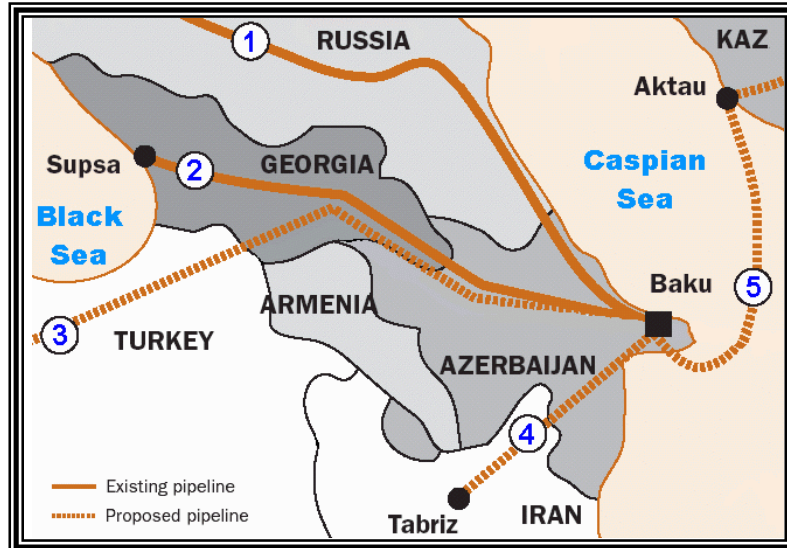 1
RUSSIA
KAZ
Aktau
Supsa
2
GEORGIA
Caspian
Sea
Black
Sea
Baku
5
3
TURKEY
ARMENIA
AZERBAIJAN
4
Existing pipeline
Proposed pipeline
Tabriz
IRAN